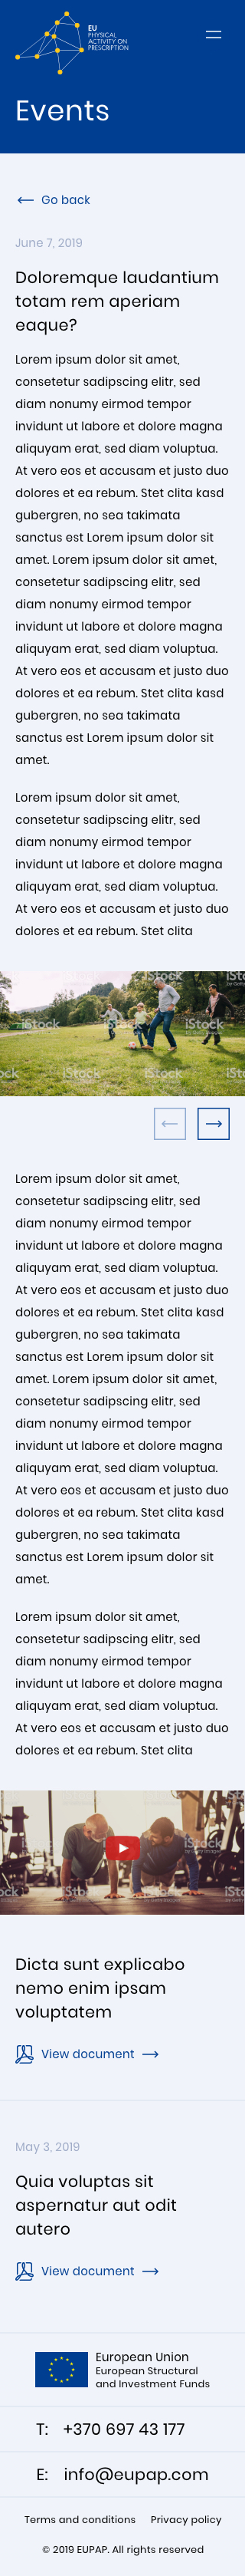 EU
PHYSICAL
ACTIVITY ON
PRESCRIPTION
Events
Go back
June 7, 2019
Doloremque laudantium
totam rem aperiam
eaque?
Lorem ipsum dolor sit amet,
consetetur sadipscing elitr, sed
diam nonumy eirmod tempor
invidunt ut labore et dolore magna
aliquyam erat, sed diam voluptua.
At vero eos et accusam et justo duo
dolores et ea rebum. Stet clita kasd
gubergren, no sea takimata
sanctus est Lorem ipsum dolor sit
amet. Lorem ipsum dolor sit amet,
consetetur sadipscing elitr, sed
diam nonumy eirmod tempor
invidunt ut labore et dolore magna
aliquyam erat, sed diam voluptua.
At vero eos et accusam et justo duo
dolores et ea rebum. Stet clita kasd
gubergren, no sea takimata
sanctus est Lorem ipsum dolor sit
amet.
Lorem ipsum dolor sit amet,
consetetur sadipscing elitr, sed
diam nonumy eirmod tempor
invidunt ut labore et dolore magna
aliquyam erat, sed diam voluptua.
At vero eos et accusam et justo duo
dolores et ea rebum. Stet clita
iStock
iStock
iStock
iStock
iStock
iStock
Lorem ipsum dolor sit amet,
consetetur sadipscing elitr, sed
diam nonumy eirmod tempor
invidunt ut labore et dolore magna
aliquyam erat, sed diam voluptua.
At vero eos et accusam et justo duo
dolores et ea rebum. Stet clita kasd
gubergren, no sea takimata
sanctus est Lorem ipsum dolor sit
amet. Lorem ipsum dolor sit amet,
consetetur sadipscing elitr, sed
diam nonumy eirmod tempor
invidunt ut labore et dolore magna
aliquyam erat, sed diam voluptua.
At vero eos et accusam et justo duo
dolores et ea rebum. Stet clita kasd
gubergren, no sea takimata
sanctus est Lorem ipsum dolor sit
amet.
Lorem ipsum dolor sit amet,
consetetur sadipscing elitr, sed
diam nonumy eirmod tempor
invidunt ut labore et dolore magna
aliquyam erat, sed diam voluptua.
At vero eos et accusam et justo duo
dolores et ea rebum. Stet clita
iStock
iStock
iStock
Dicta sunt explicabo
nemo enim ipsam
voluptatem
View document
May 3, 2019
Quia voluptas sit
aspernatur aut odit
autero
View document
European Union
European Structural
and Investment Funds
T: +370 697 43 177
E: info@eupap.com
Terms and conditions Privacy policy
© 2019 EUPAP. All rights reserved